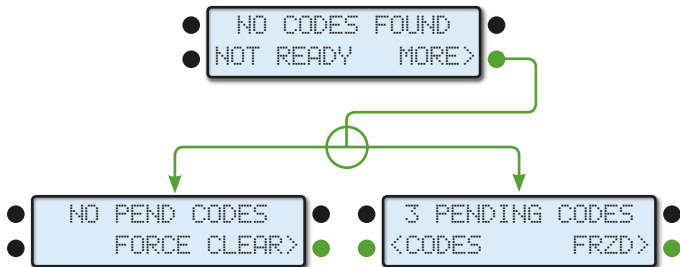 NO CODES FOUND
NOT READY MORE>
NO PEND CODES
FORCE CLEAR>
3 PENDING CODES
<CODES FRZD>